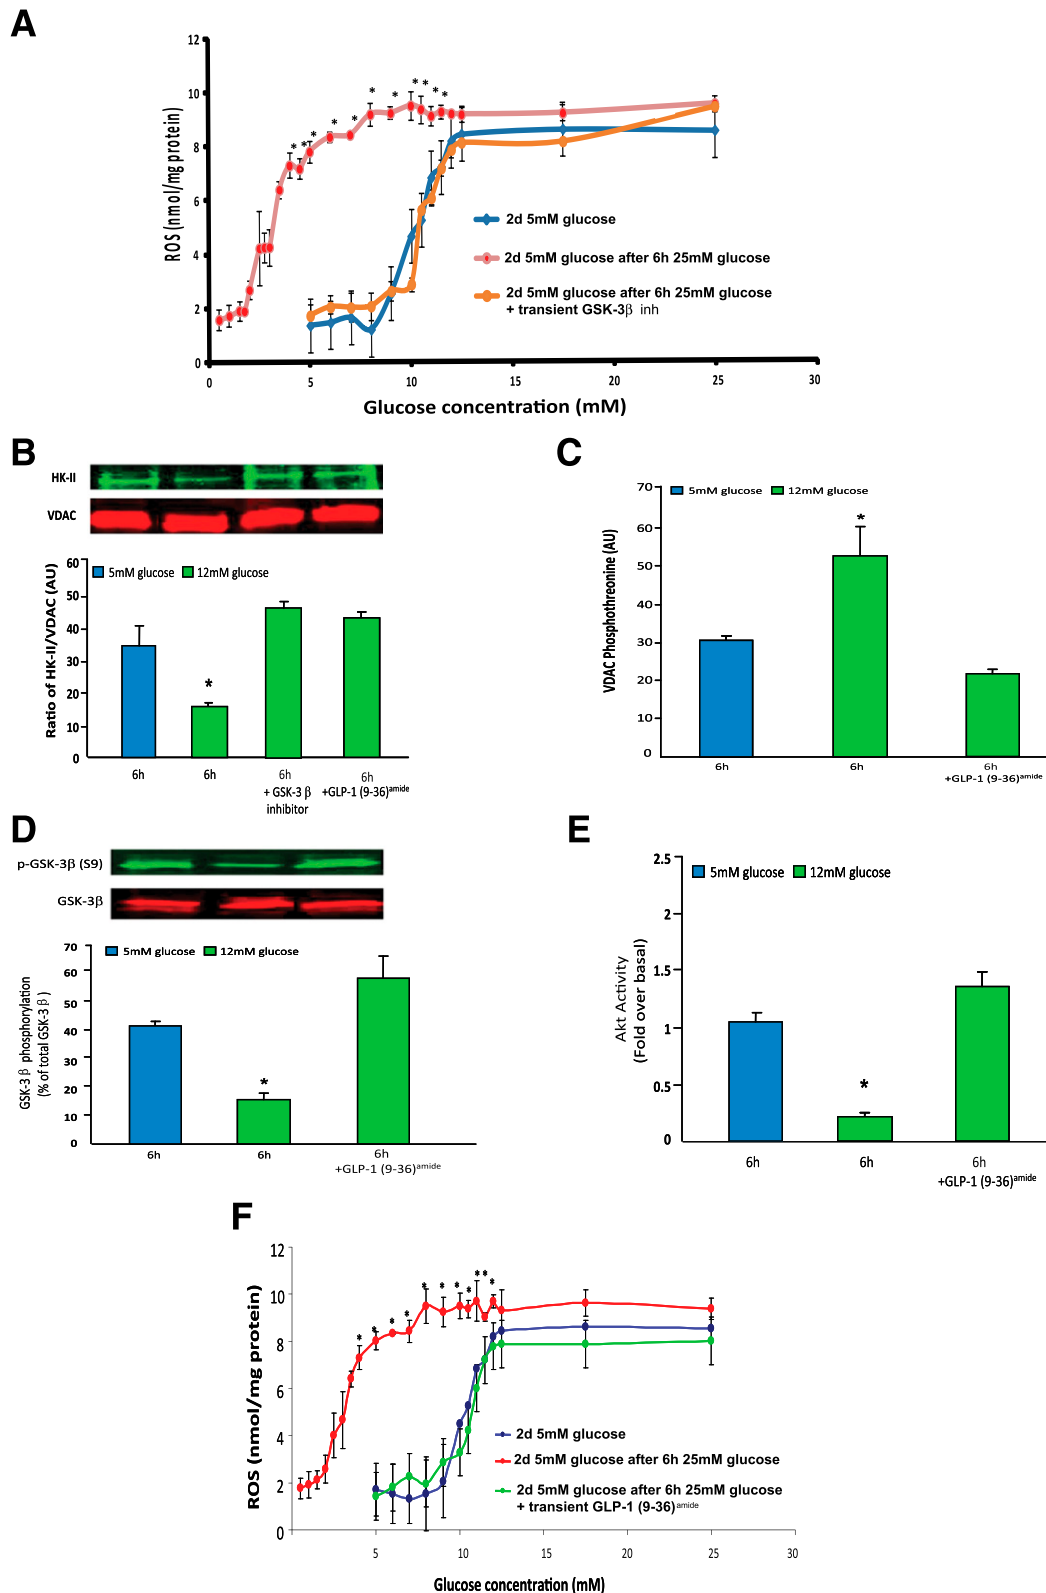 A
12
10
8
6
4
2
0
ROS (nmol/mg protein)
* * * * * * * * * * * * *
2d 5mM glucose
2d 5mM glucose after 6h 25mM glucose
2d 5mM glucose after 6h 25mM glucose
+ transient GSK-3β inh
0 5 10 15 20 25 30
Glucose concentration (mM)
B
HK-II
VDAC
60
50
40
30
20
10
0
Ratio of HK-II/VDAC (AU)
5mM glucose 12mM glucose
*
6h 6h 6h 6h
+ GSK-3 β +GLP-1 (9-36)amide
inhibitor
C
70
60
50
40
30
20
10
0
VDAC Phosphothreonine (AU)
5mM glucose 12mM glucose
*
6h 6h 6h
+GLP-1 (9-36)amide
D
p-GSK-3β (S9)
GSK-3β
70
60
50
40
30
20
10
0
GSK-3 β phosphorylation
(% of total GSK-3 β )
5mM glucose 12mM glucose
*
6h 6h 6h
+GLP-1 (9-36)amide
E
2.5
2
1.5
1
0.5
0
Akt Activity
(Fold over basal)
5mM glucose 12mM glucose
*
6h 6h 6h
+GLP-1 (9-36)amide
F
12
10
8
6
4
2
0
ROS (nmol/mg protein)
* * * * * * * * * * *
2d 5mM glucose
2d 5mM glucose after 6h 25mM glucose
2d 5mM glucose after 6h 25mM glucose
+ transient GLP-1 (9-36)amide
5 10 15 20 25 30
Glucose concentration (mM)